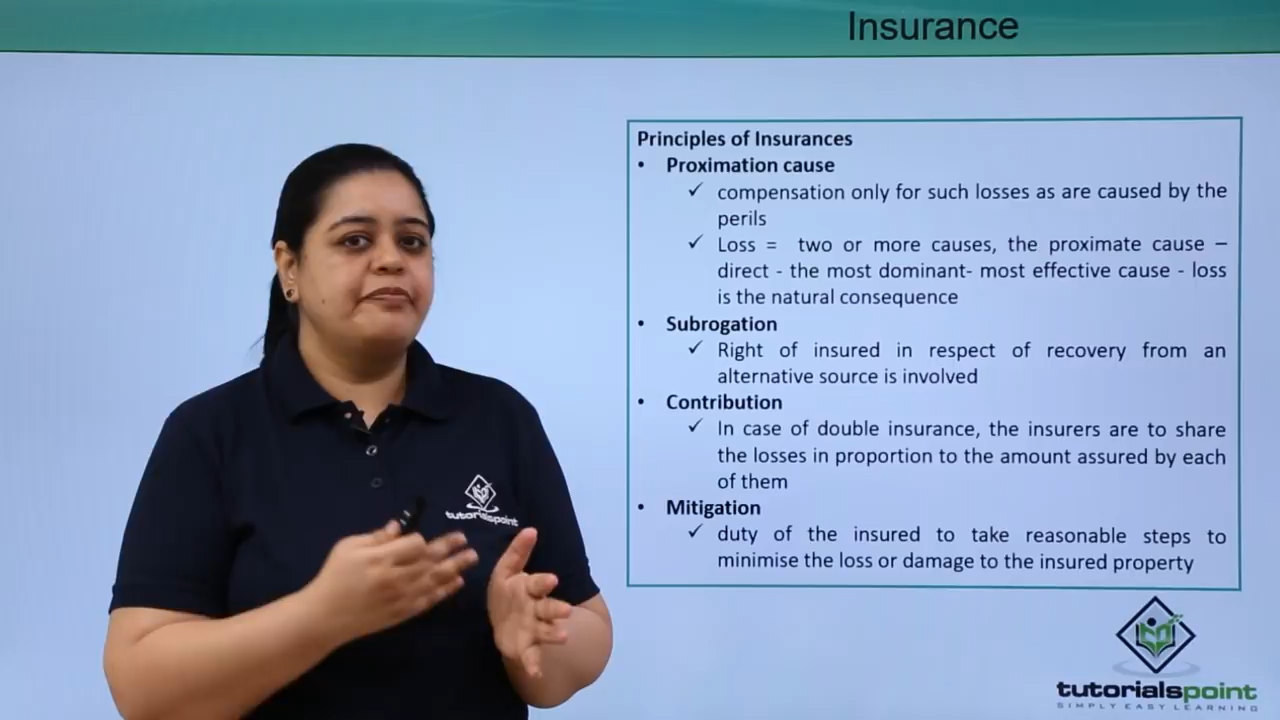 Insurance
Principles of Insurances
• Proximation cause
✓ compensation only for such losses as are caused by the
perils
✓ Loss = two or more causes, the proximate cause –
direct - the most dominant- most effective cause - loss
is the natural consequence
• Subrogation
✓ Right of insured in respect of recovery from an
alternative source is involved
• Contribution
✓ In case of double insurance, the insurers are to share
the losses in proportion to the amount assured by each
of them
• Mitigation
✓ duty of the insured to take reasonable steps to
minimise the loss or damage to the insured property
tutorialspoint
tutorialspoint
SIMPLY EASY LEARNING